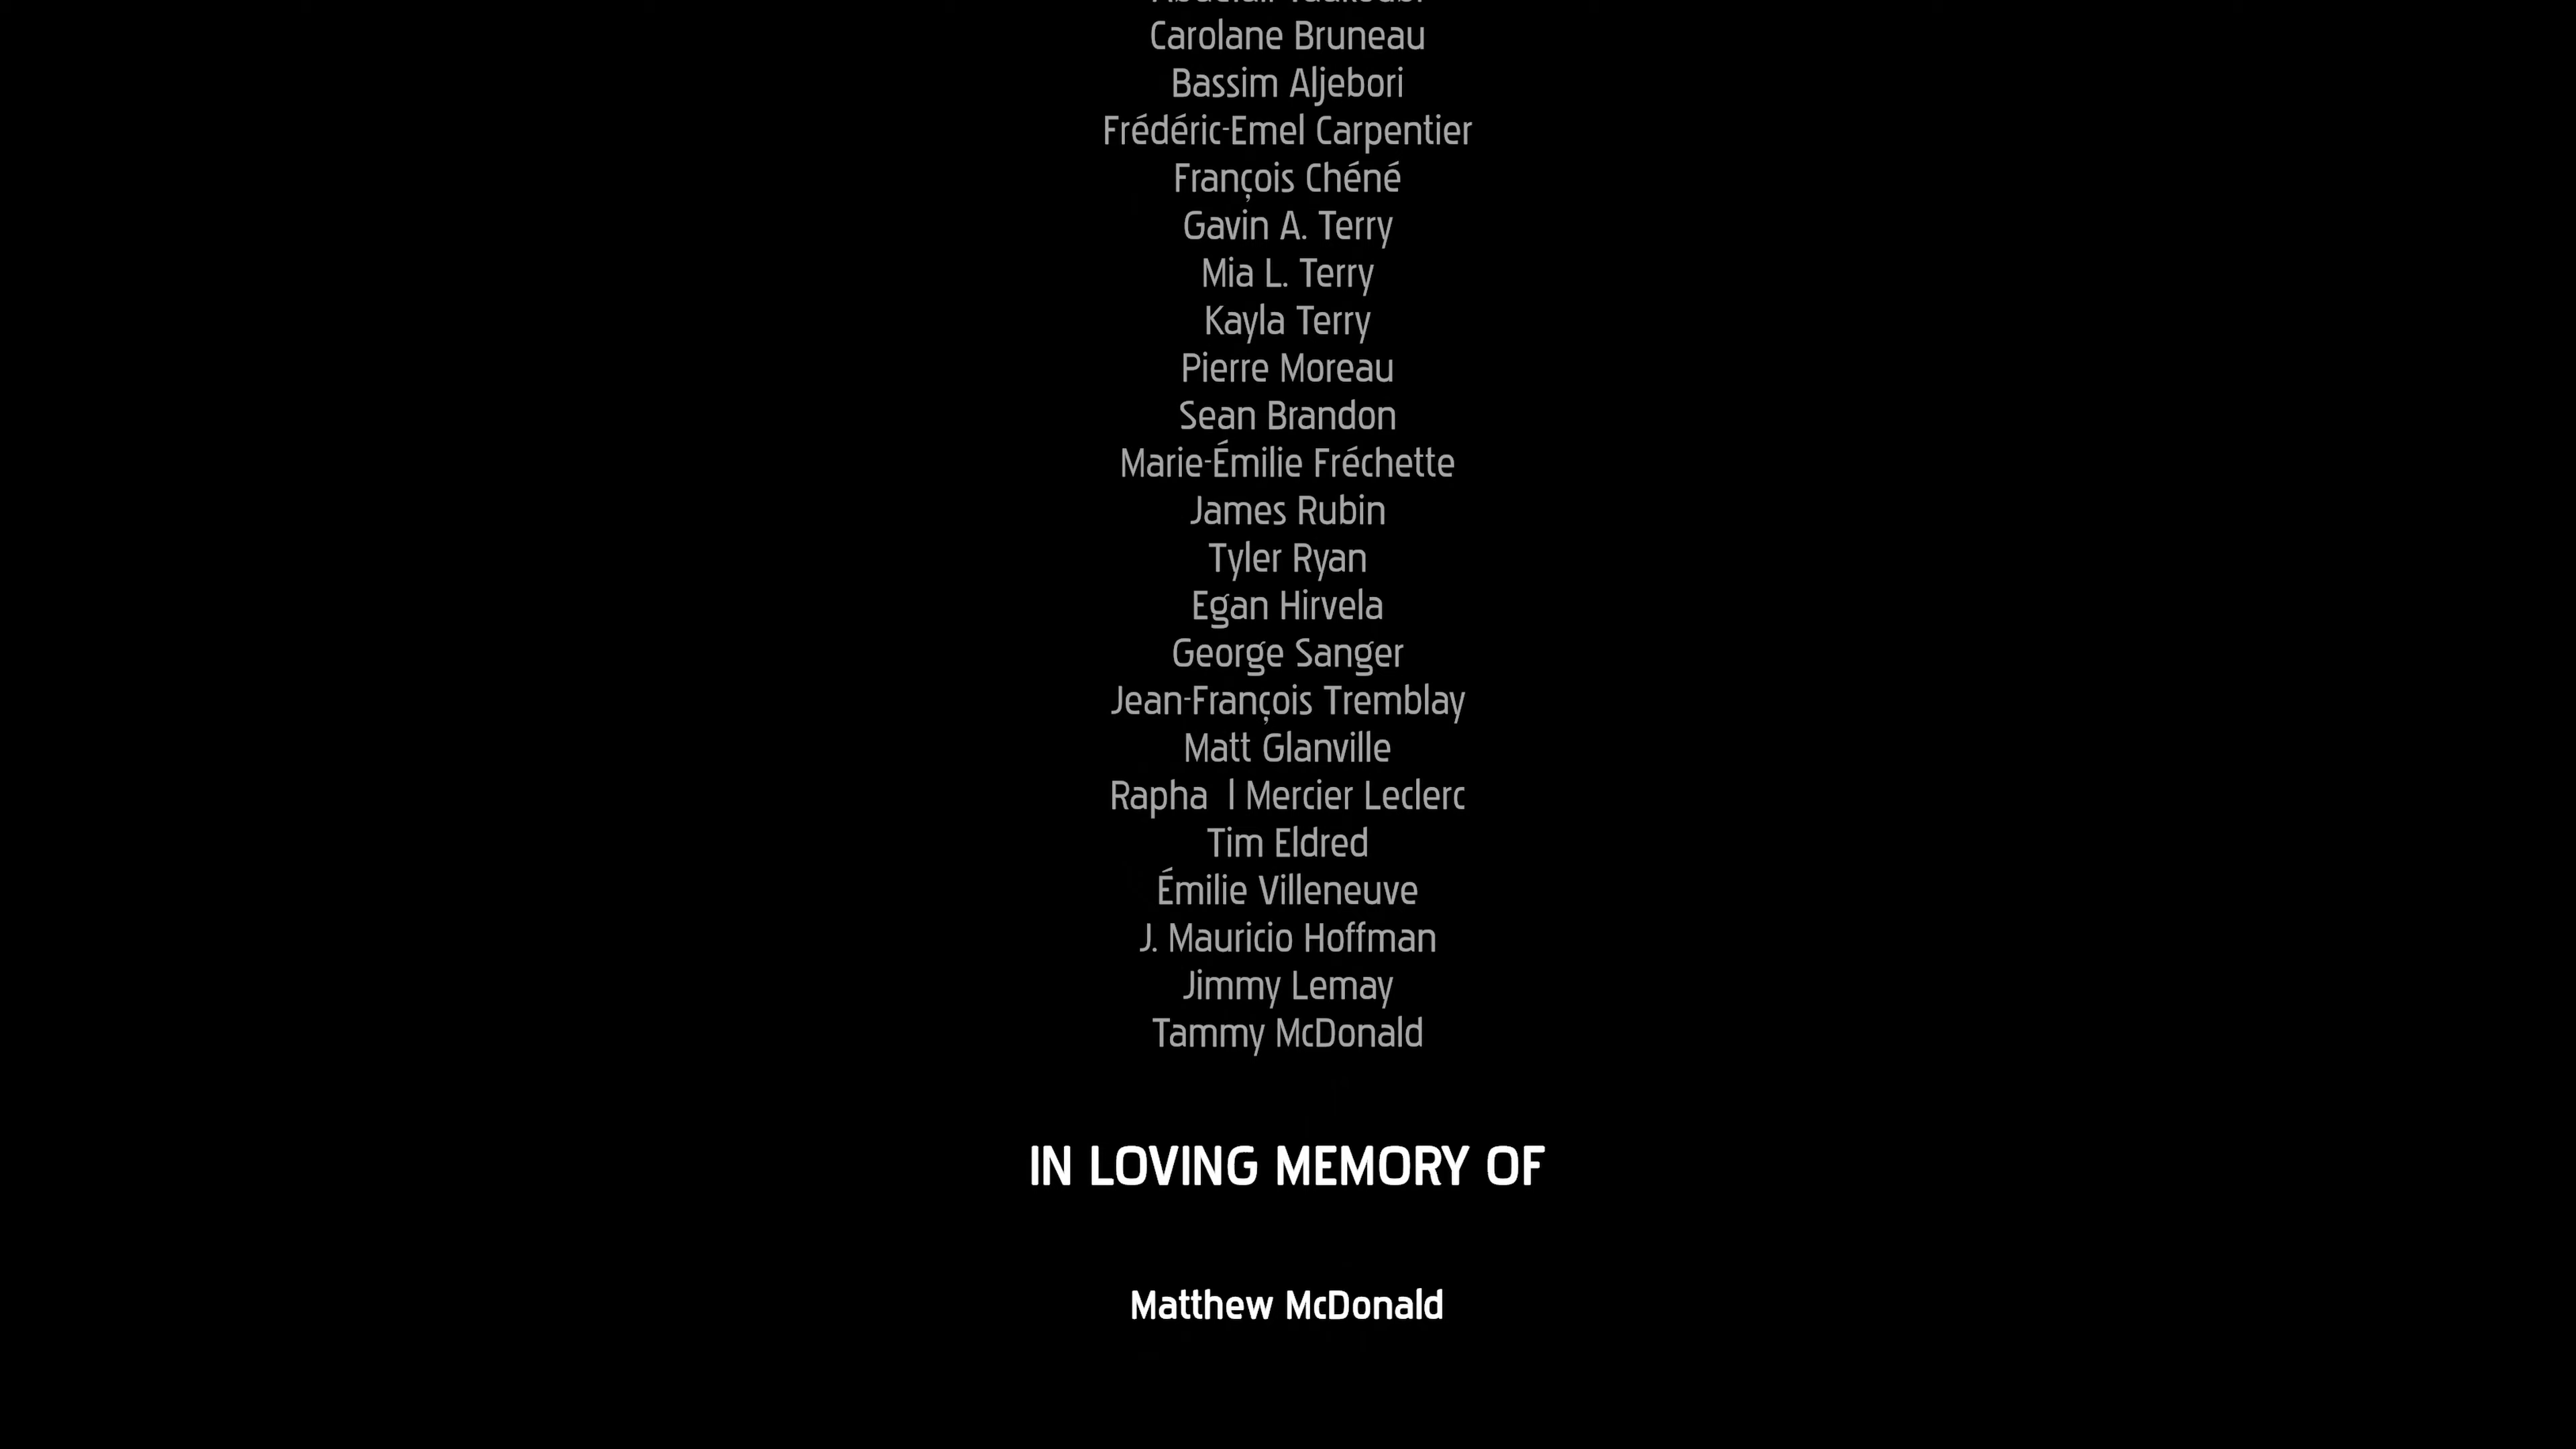 Carolane Bruneau
Bassim Aljebori
Frédéric-Emel Carpentier
François Chéné
Gavin A. Terry
Mia L. Terry
Kayla Terry
Pierre Moreau
Sean Brandon
Marie-Émilie Fréchette
James Rubin
Tyler Ryan
Egan Hirvela
George Sanger
Jean-François Tremblay
Matt Glanville
Rapha l Mercier Leclerc
Tim Eldred
Émilie Villeneuve
J. Mauricio Hoffman
Jimmy Lemay
Tammy McDonald
IN LOVING MEMORY OF
Matthew McDonald